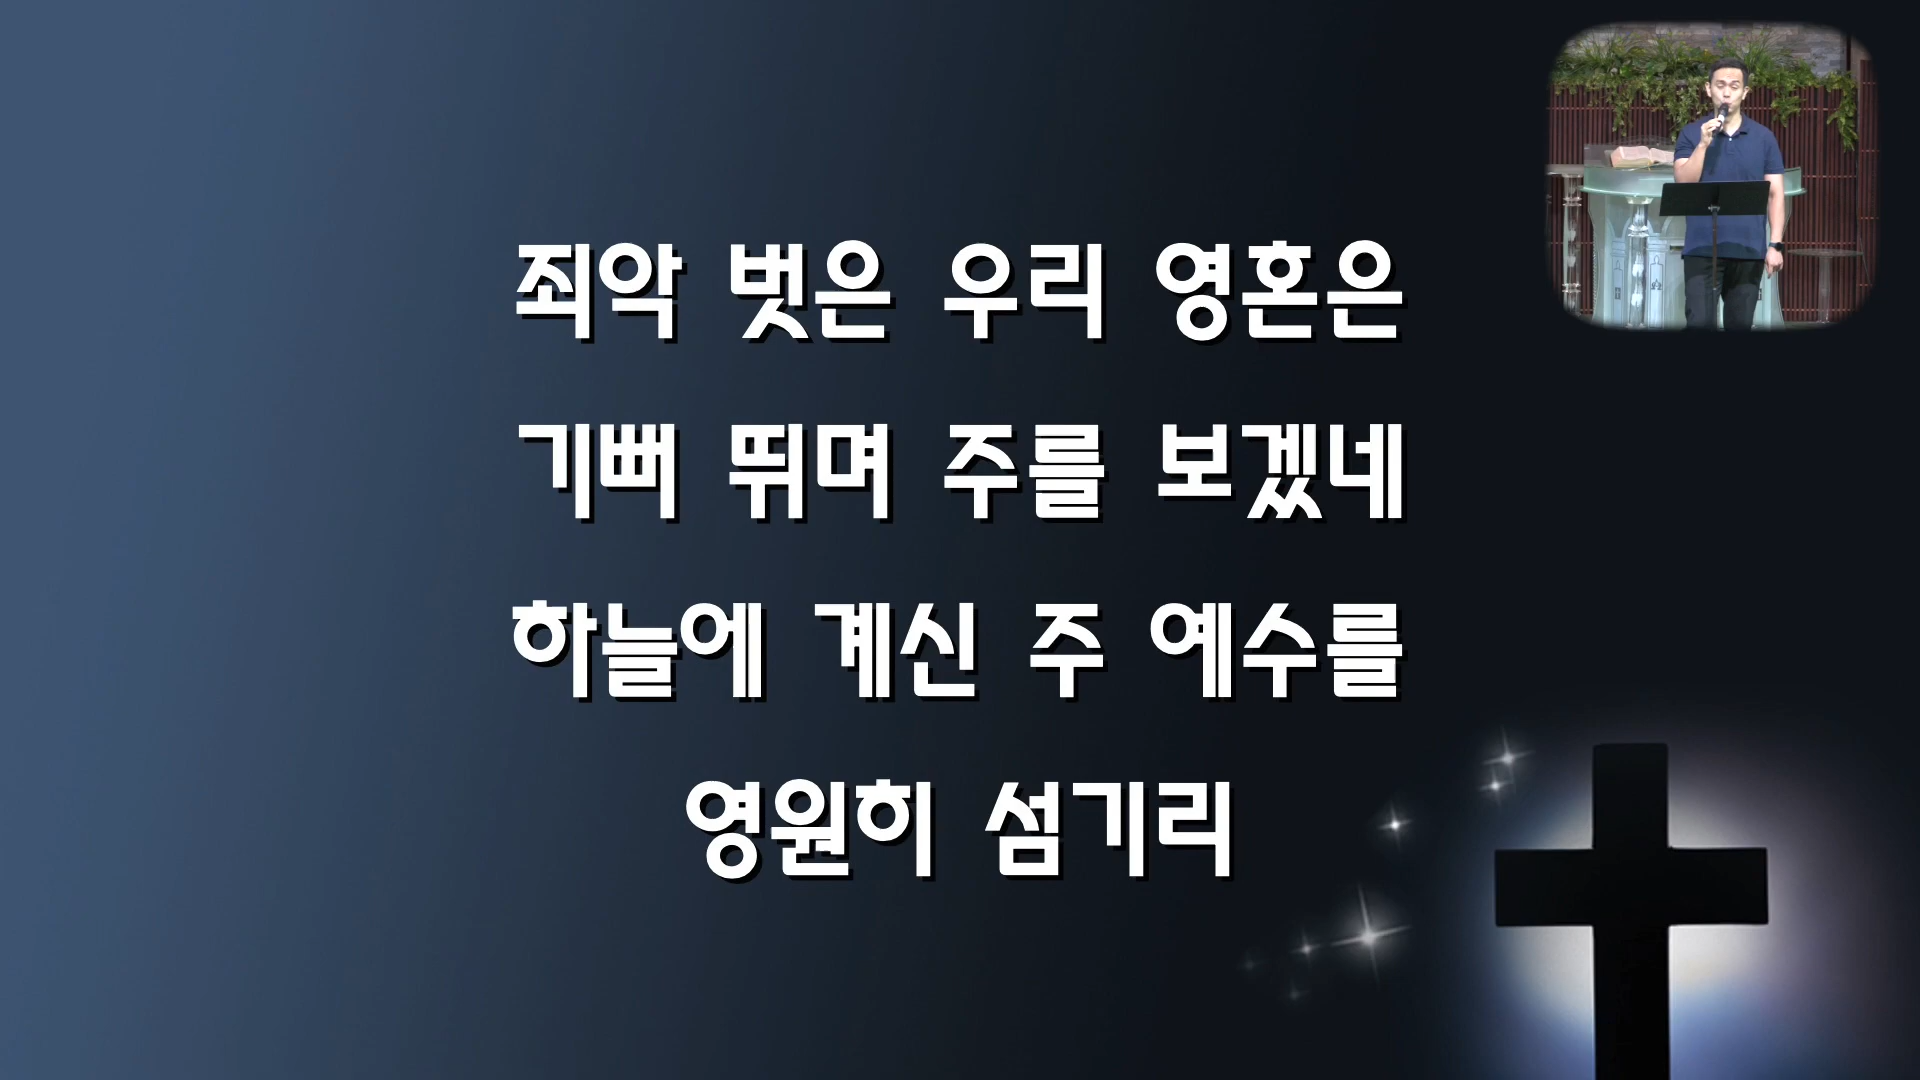 죄악 벗은 우리 영혼은
기뻐 뛰며 주를 보겠네
하늘에 계신 주 예수를
영원히 섬기리